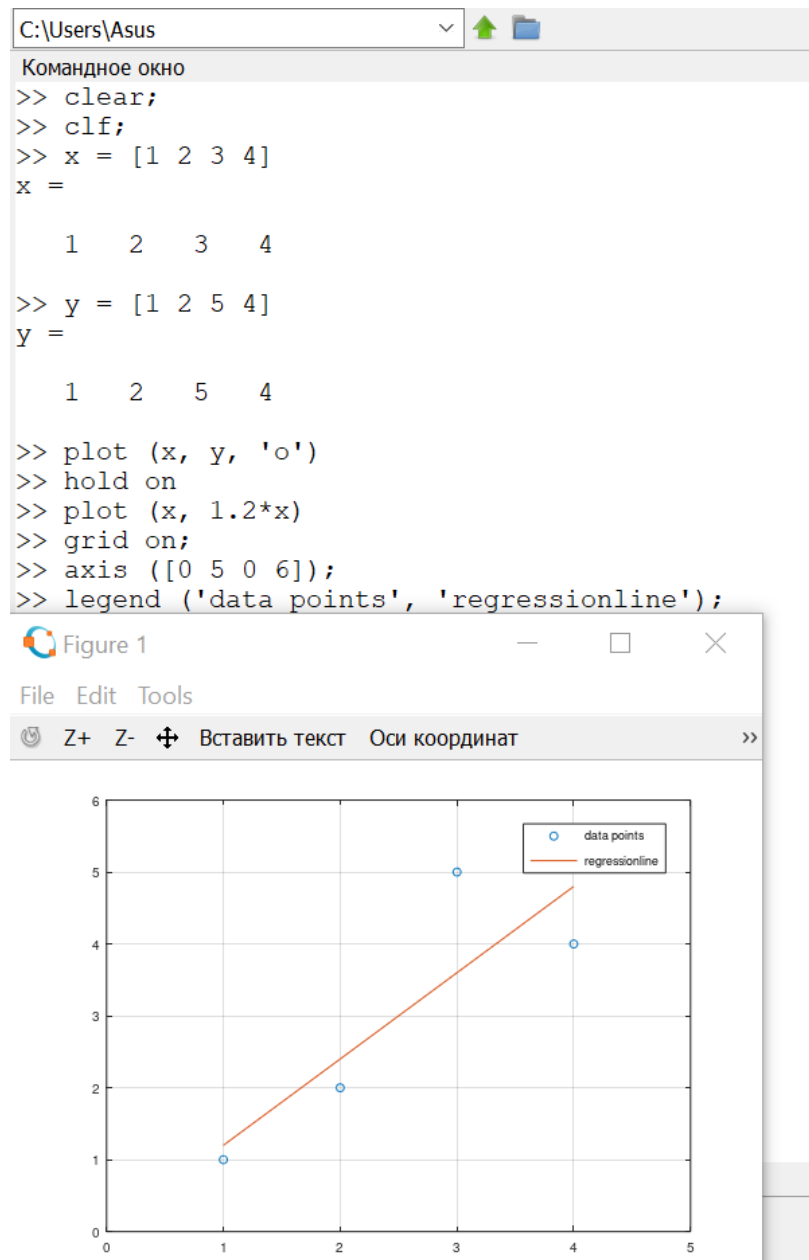 C:\Users\Asus
Командное окно
>> clear;
>> clf;
>> x = [1 2 3 4]
x =
1 2 3 4
>> y = [1 2 5 4]
y =
1 2 5 4
>> plot (x, y, 'o')
>> hold on
>> plot (x, 1.2*x)
>> grid on;
>> axis ([0 5 0 6]);
>> legend ('data points', 'regressionline');
Figure 1
File Edit Tools
Z+ Z- Вставить текст Оси координат »
6
data points
regressionline
5
4
3
2
1
0
0 1 2 3 4 5